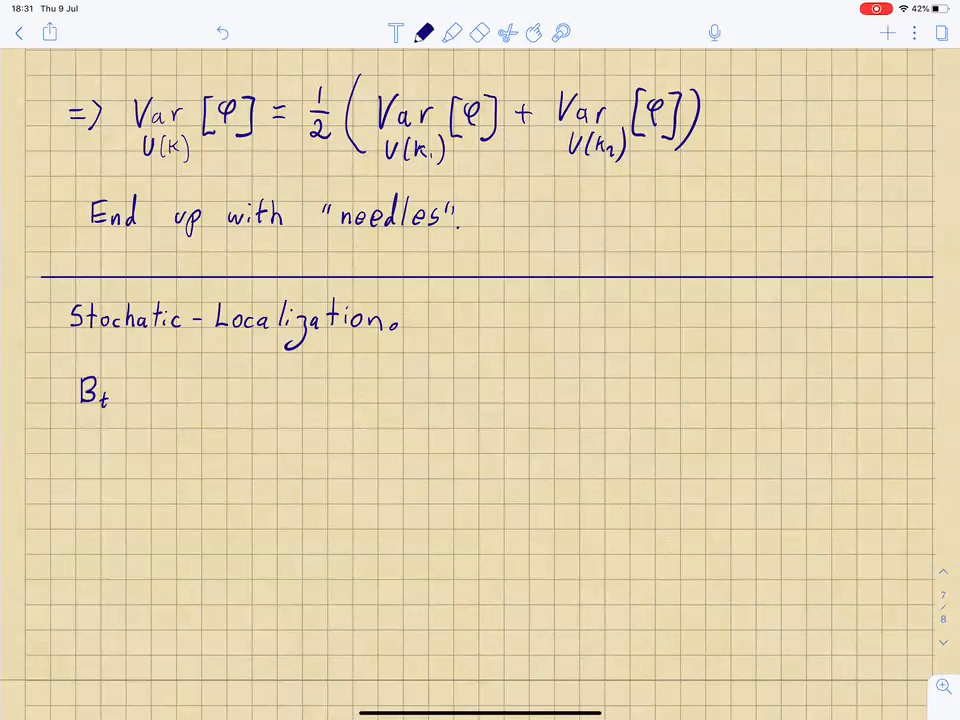 18:31 Thu 9 Jul 42%
=> Var [φ] = 1/2 ( Var [φ] + Var [φ] )
U(K) U(K₁) U(K₂)
End up with "needles".
Stochatic - Localization.
Bₜ
7
/
8